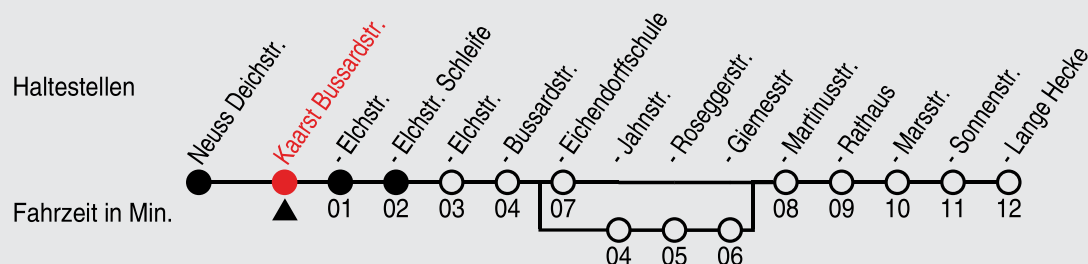 Haltestellen
Neuss Deichstr.
Kaarst Bussardstr.
- Elchstr.
- Elchstr. Schleife
- Elchstr.
- Bussardstr.
- Eichendorffschule
- Jahnstr.
- Roseggerstr.
- Giemesstr
- Martinusstr.
- Rathaus
- Marsstr.
- Sonnenstr.
- Lange Hecke
Fahrzeit in Min.
01 02 03 04 07 08 09 10 11 12
04 05 06